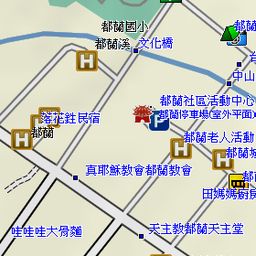 都蘭國小
都蘭溪
文化橋
中山
都蘭社區活動中心
都蘭停車場(室外平面)
落花鉎民宿
都蘭
都蘭老人活動
都蘭
真耶穌教會都蘭教會
田媽媽廚房
哇哇哇大骨麵
天主教都蘭天主堂